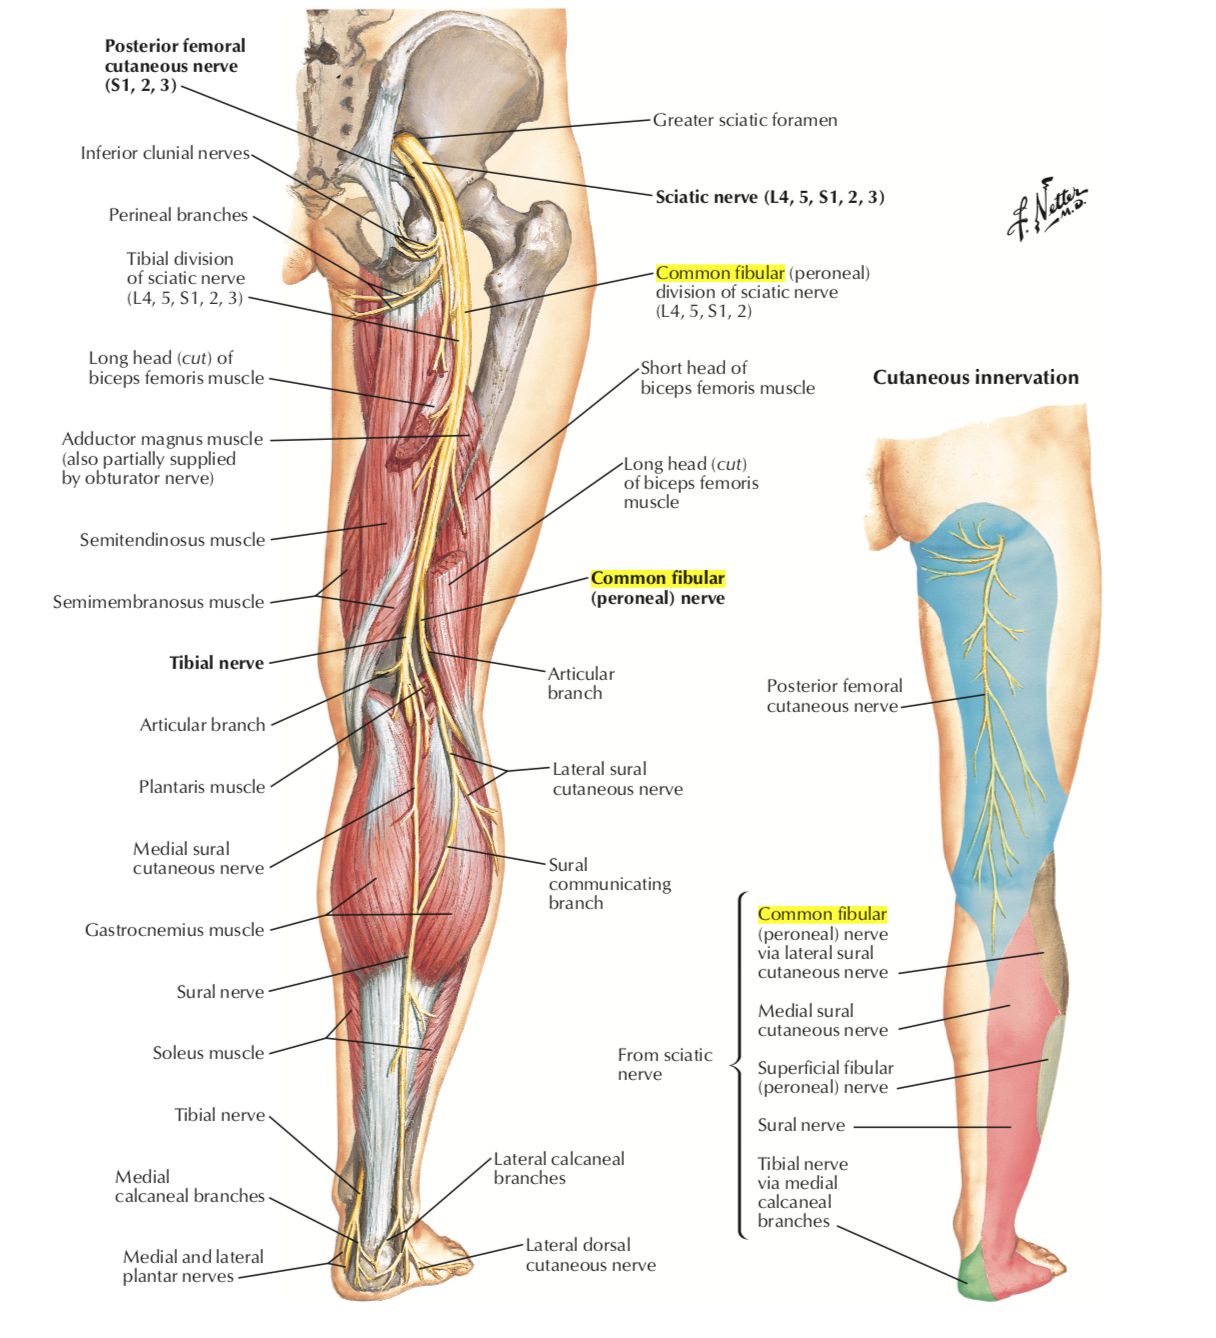 Posterior femoral
cutaneous nerve
(S1, 2, 3)
Inferior clunial nerves
Perineal branches
Tibial division
of sciatic nerve
(L4, 5, S1, 2, 3)
Long head (cut) of
biceps femoris muscle
Adductor magnus muscle
(also partially supplied
by obturator nerve)
Semitendinosus muscle
Semimembranosus muscle
Tibial nerve
Articular branch
Plantaris muscle
Medial sural
cutaneous nerve
Gastrocnemius muscle
Sural nerve
Soleus muscle
Tibial nerve
Medial
calcaneal branches
Medial and lateral
plantar nerves
Greater sciatic foramen
Sciatic nerve (L4, 5, S1, 2, 3)
Common fibular (peroneal)
division of sciatic nerve
(L4, 5, S1, 2)
Short head of
biceps femoris muscle
Long head (cut)
of biceps femoris
muscle
Common fibular
(peroneal) nerve
Articular
branch
Lateral sural
cutaneous nerve
Sural
communicating
branch
Lateral calcaneal
branches
Lateral dorsal
cutaneous nerve
F. Netter
M.D.
Cutaneous innervation
Posterior femoral
cutaneous nerve
From sciatic
nerve
Common fibular
(peroneal) nerve
via lateral sural
cutaneous nerve
Medial sural
cutaneous nerve
Superficial fibular
(peroneal) nerve
Sural nerve
Tibial nerve
via medial
calcaneal
branches